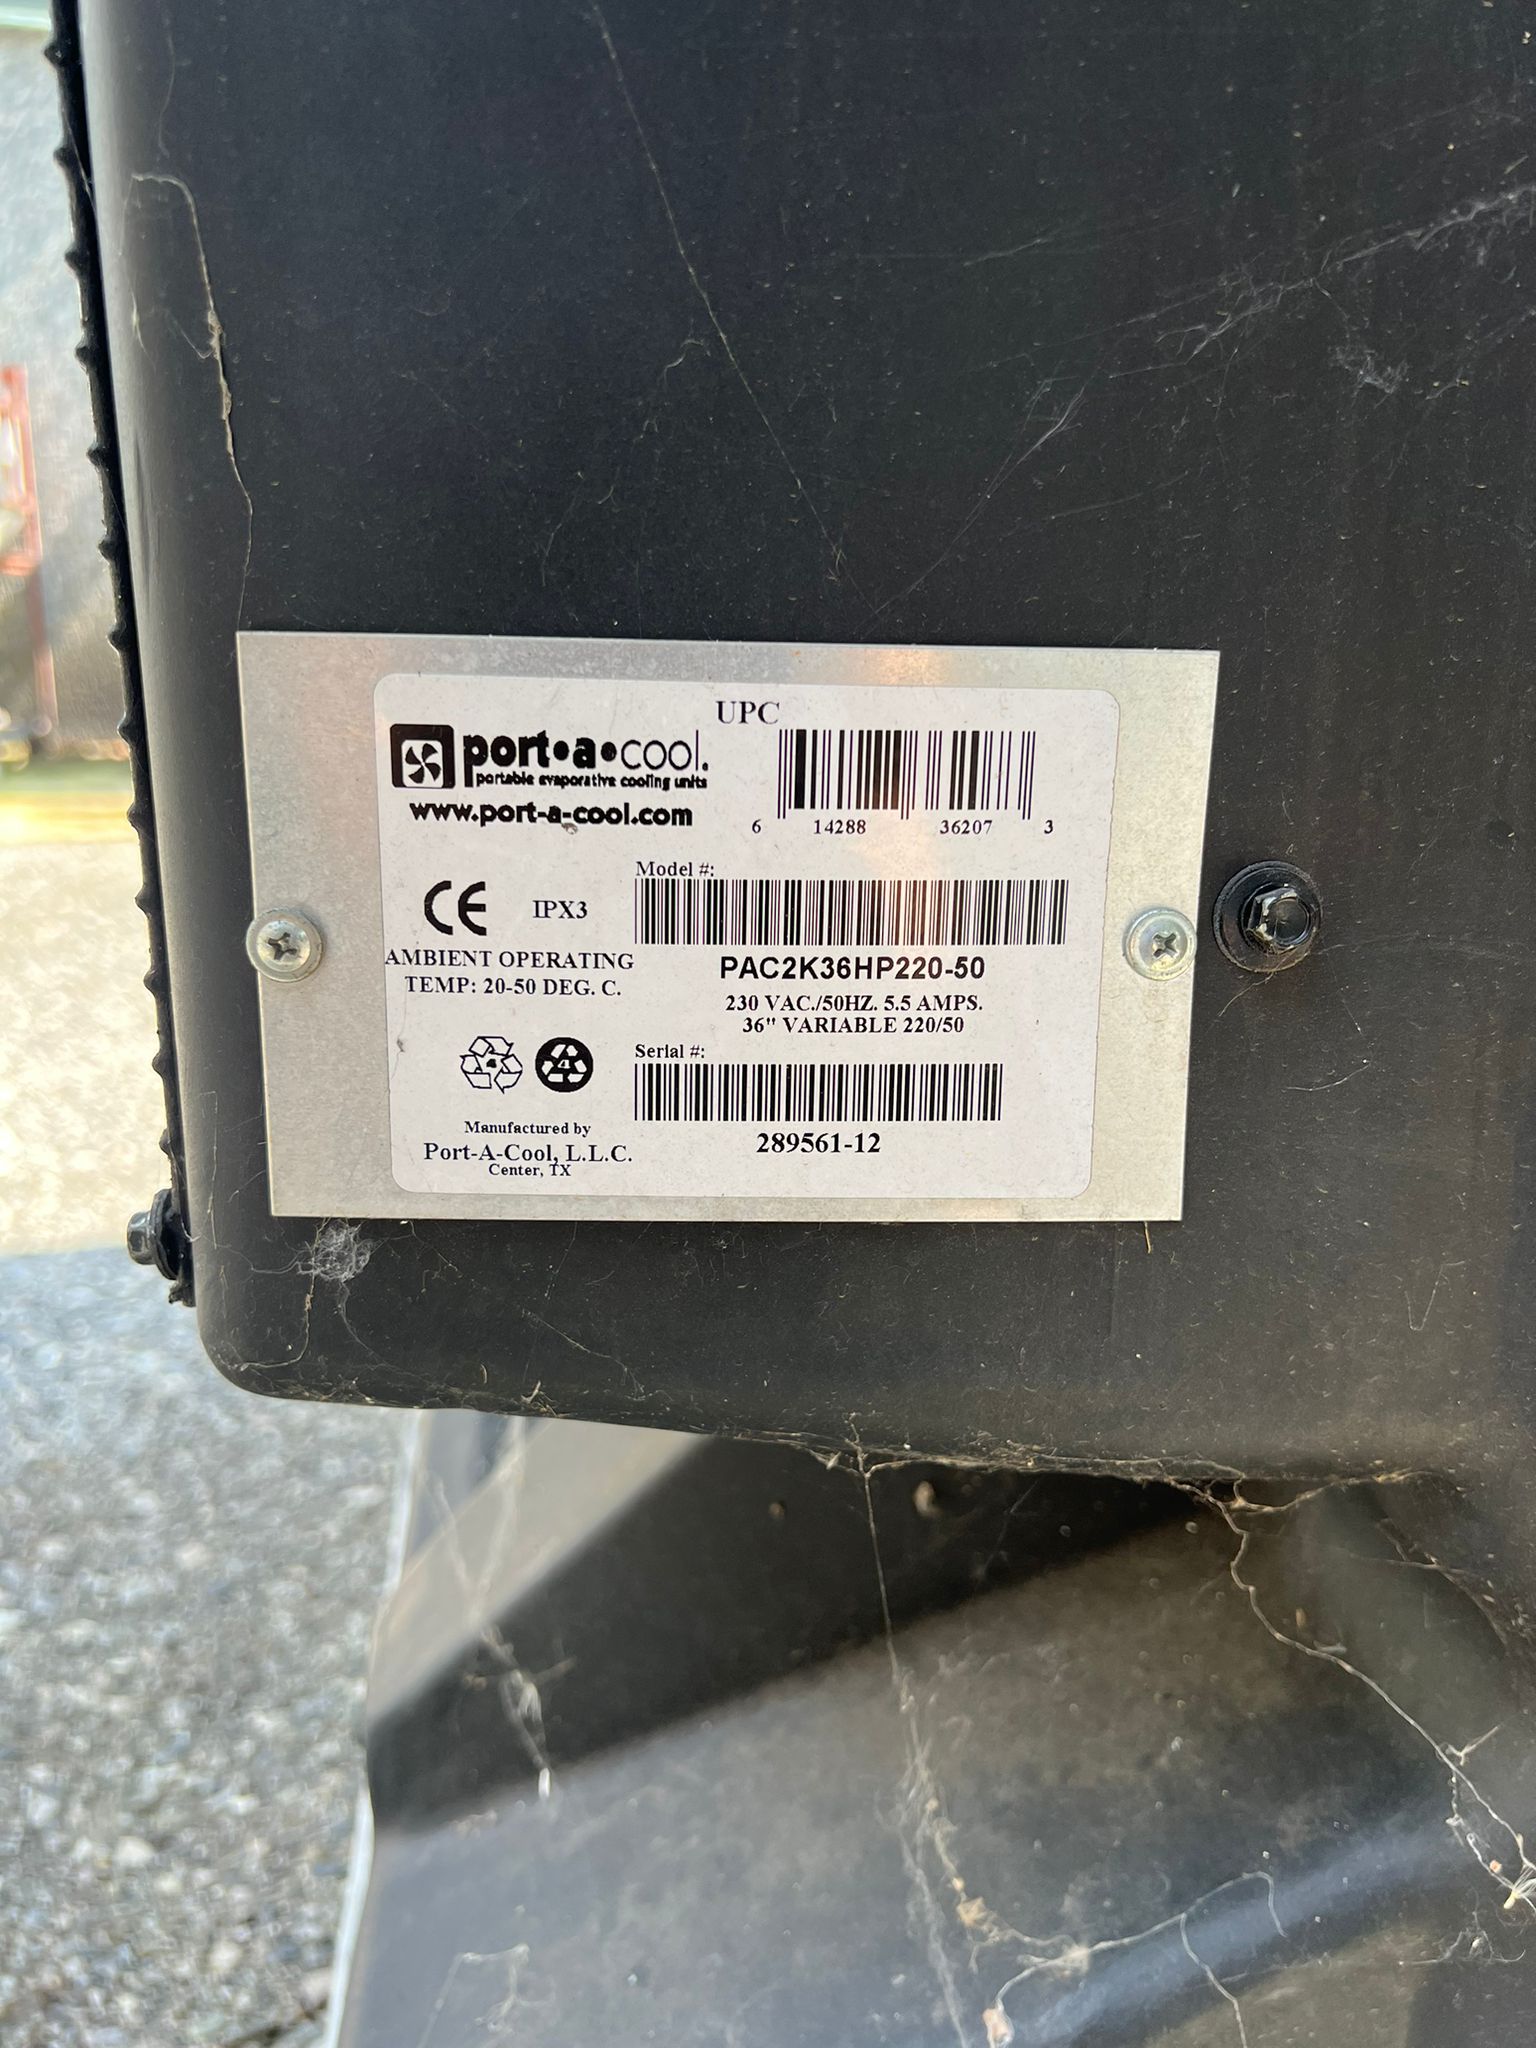 UPC
port•a•cool.
portable evaporative cooling units
www.port-a-cool.com
6 14288 36207 3
Model #:
CE IPX3
AMBIENT OPERATING
TEMP: 20-50 DEG. C.
PAC2K36HP220-50
230 VAC./50HZ. 5.5 AMPS.
36" VARIABLE 220/50
Serial #:
4 4
289561-12
Manufactured by
Port-A-Cool, L.L.C.
Center, TX